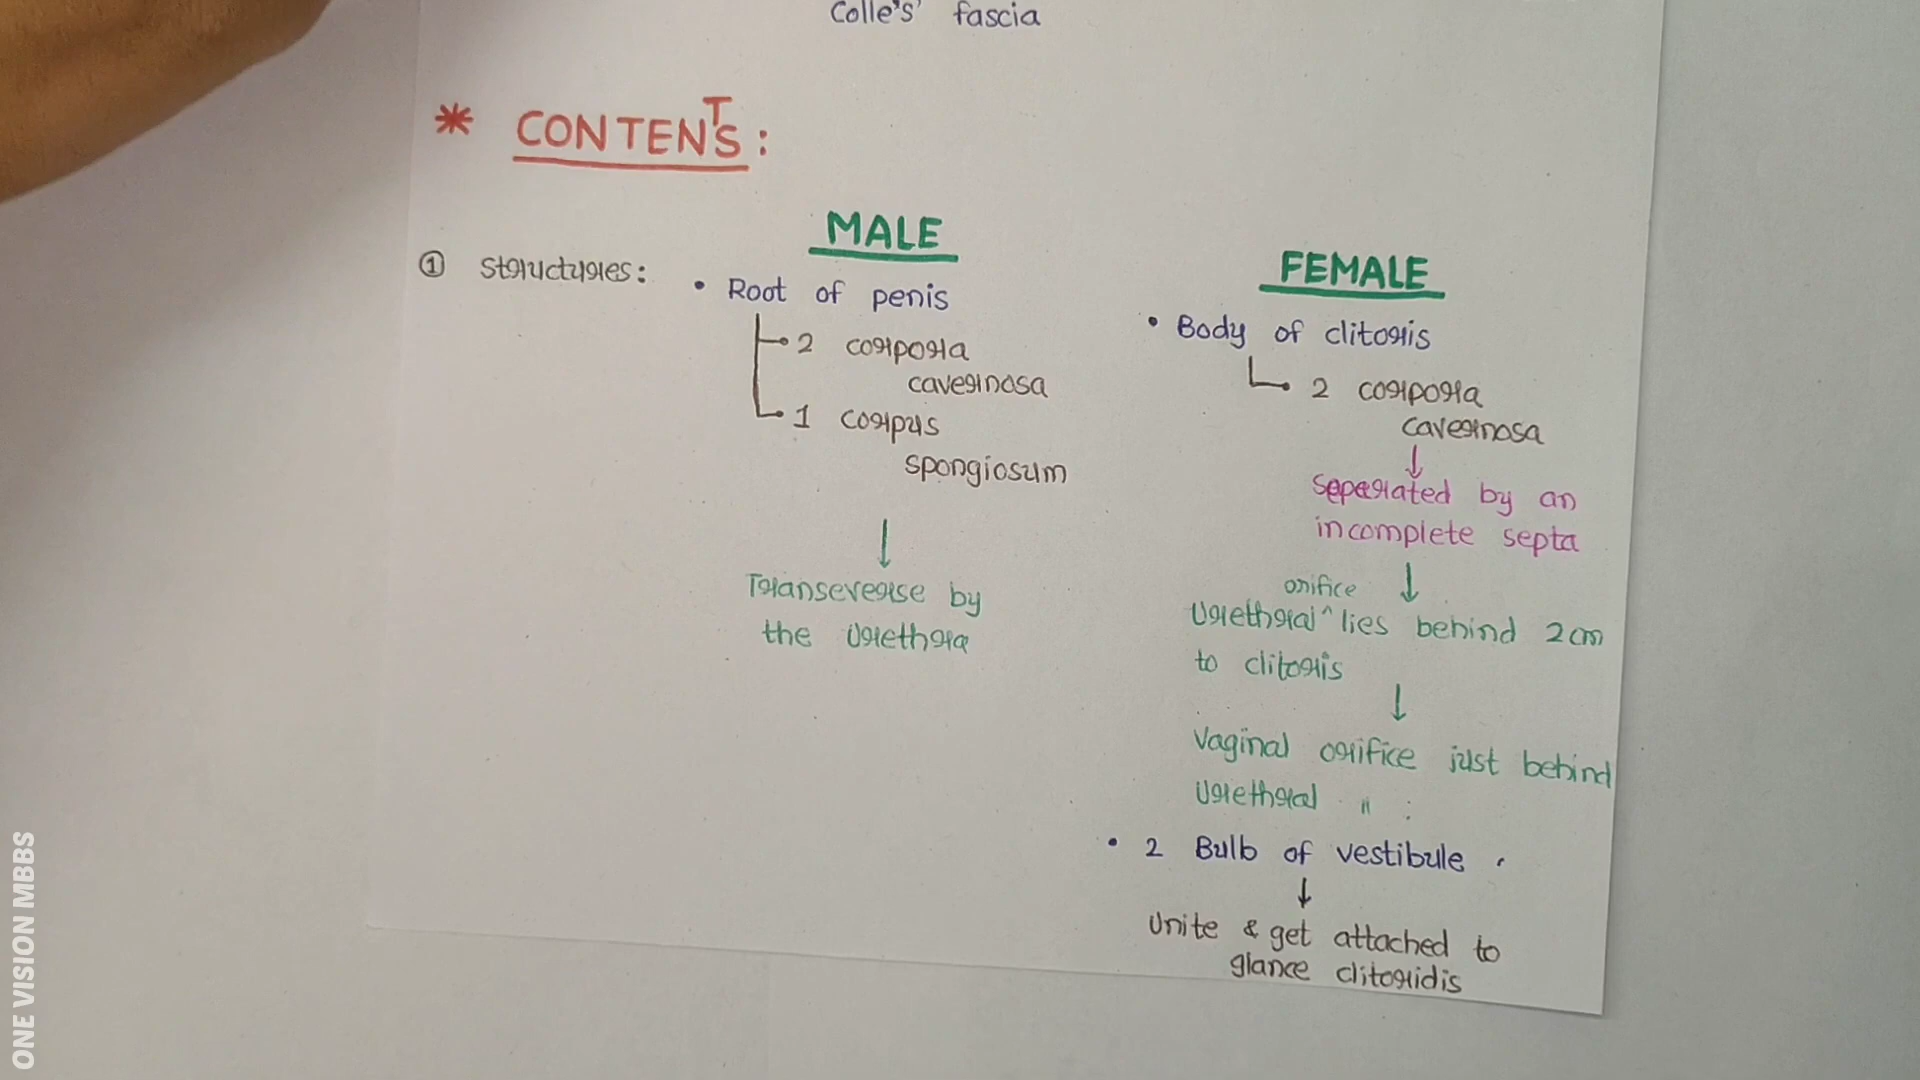 Colle's' fascia
* CONTENTS:
MALE
① Structures:
• Root of penis
2 corpora
cavernosa
1 corpus
spongiosum
↓
Transeverse by
the Urethra
FEMALE
• Body of clitoris
2 corpora
cavernosa
↓
Seperated by an
incomplete septa
↓
orifice
Urethral ^ lies behind 2 cm
to clitoris
↓
Vaginal orifice just behind
Urethral " :
• 2 Bulb of vestibule .
↓
Unite & get attached to
glance clitoridis
ONE VISION MBBS